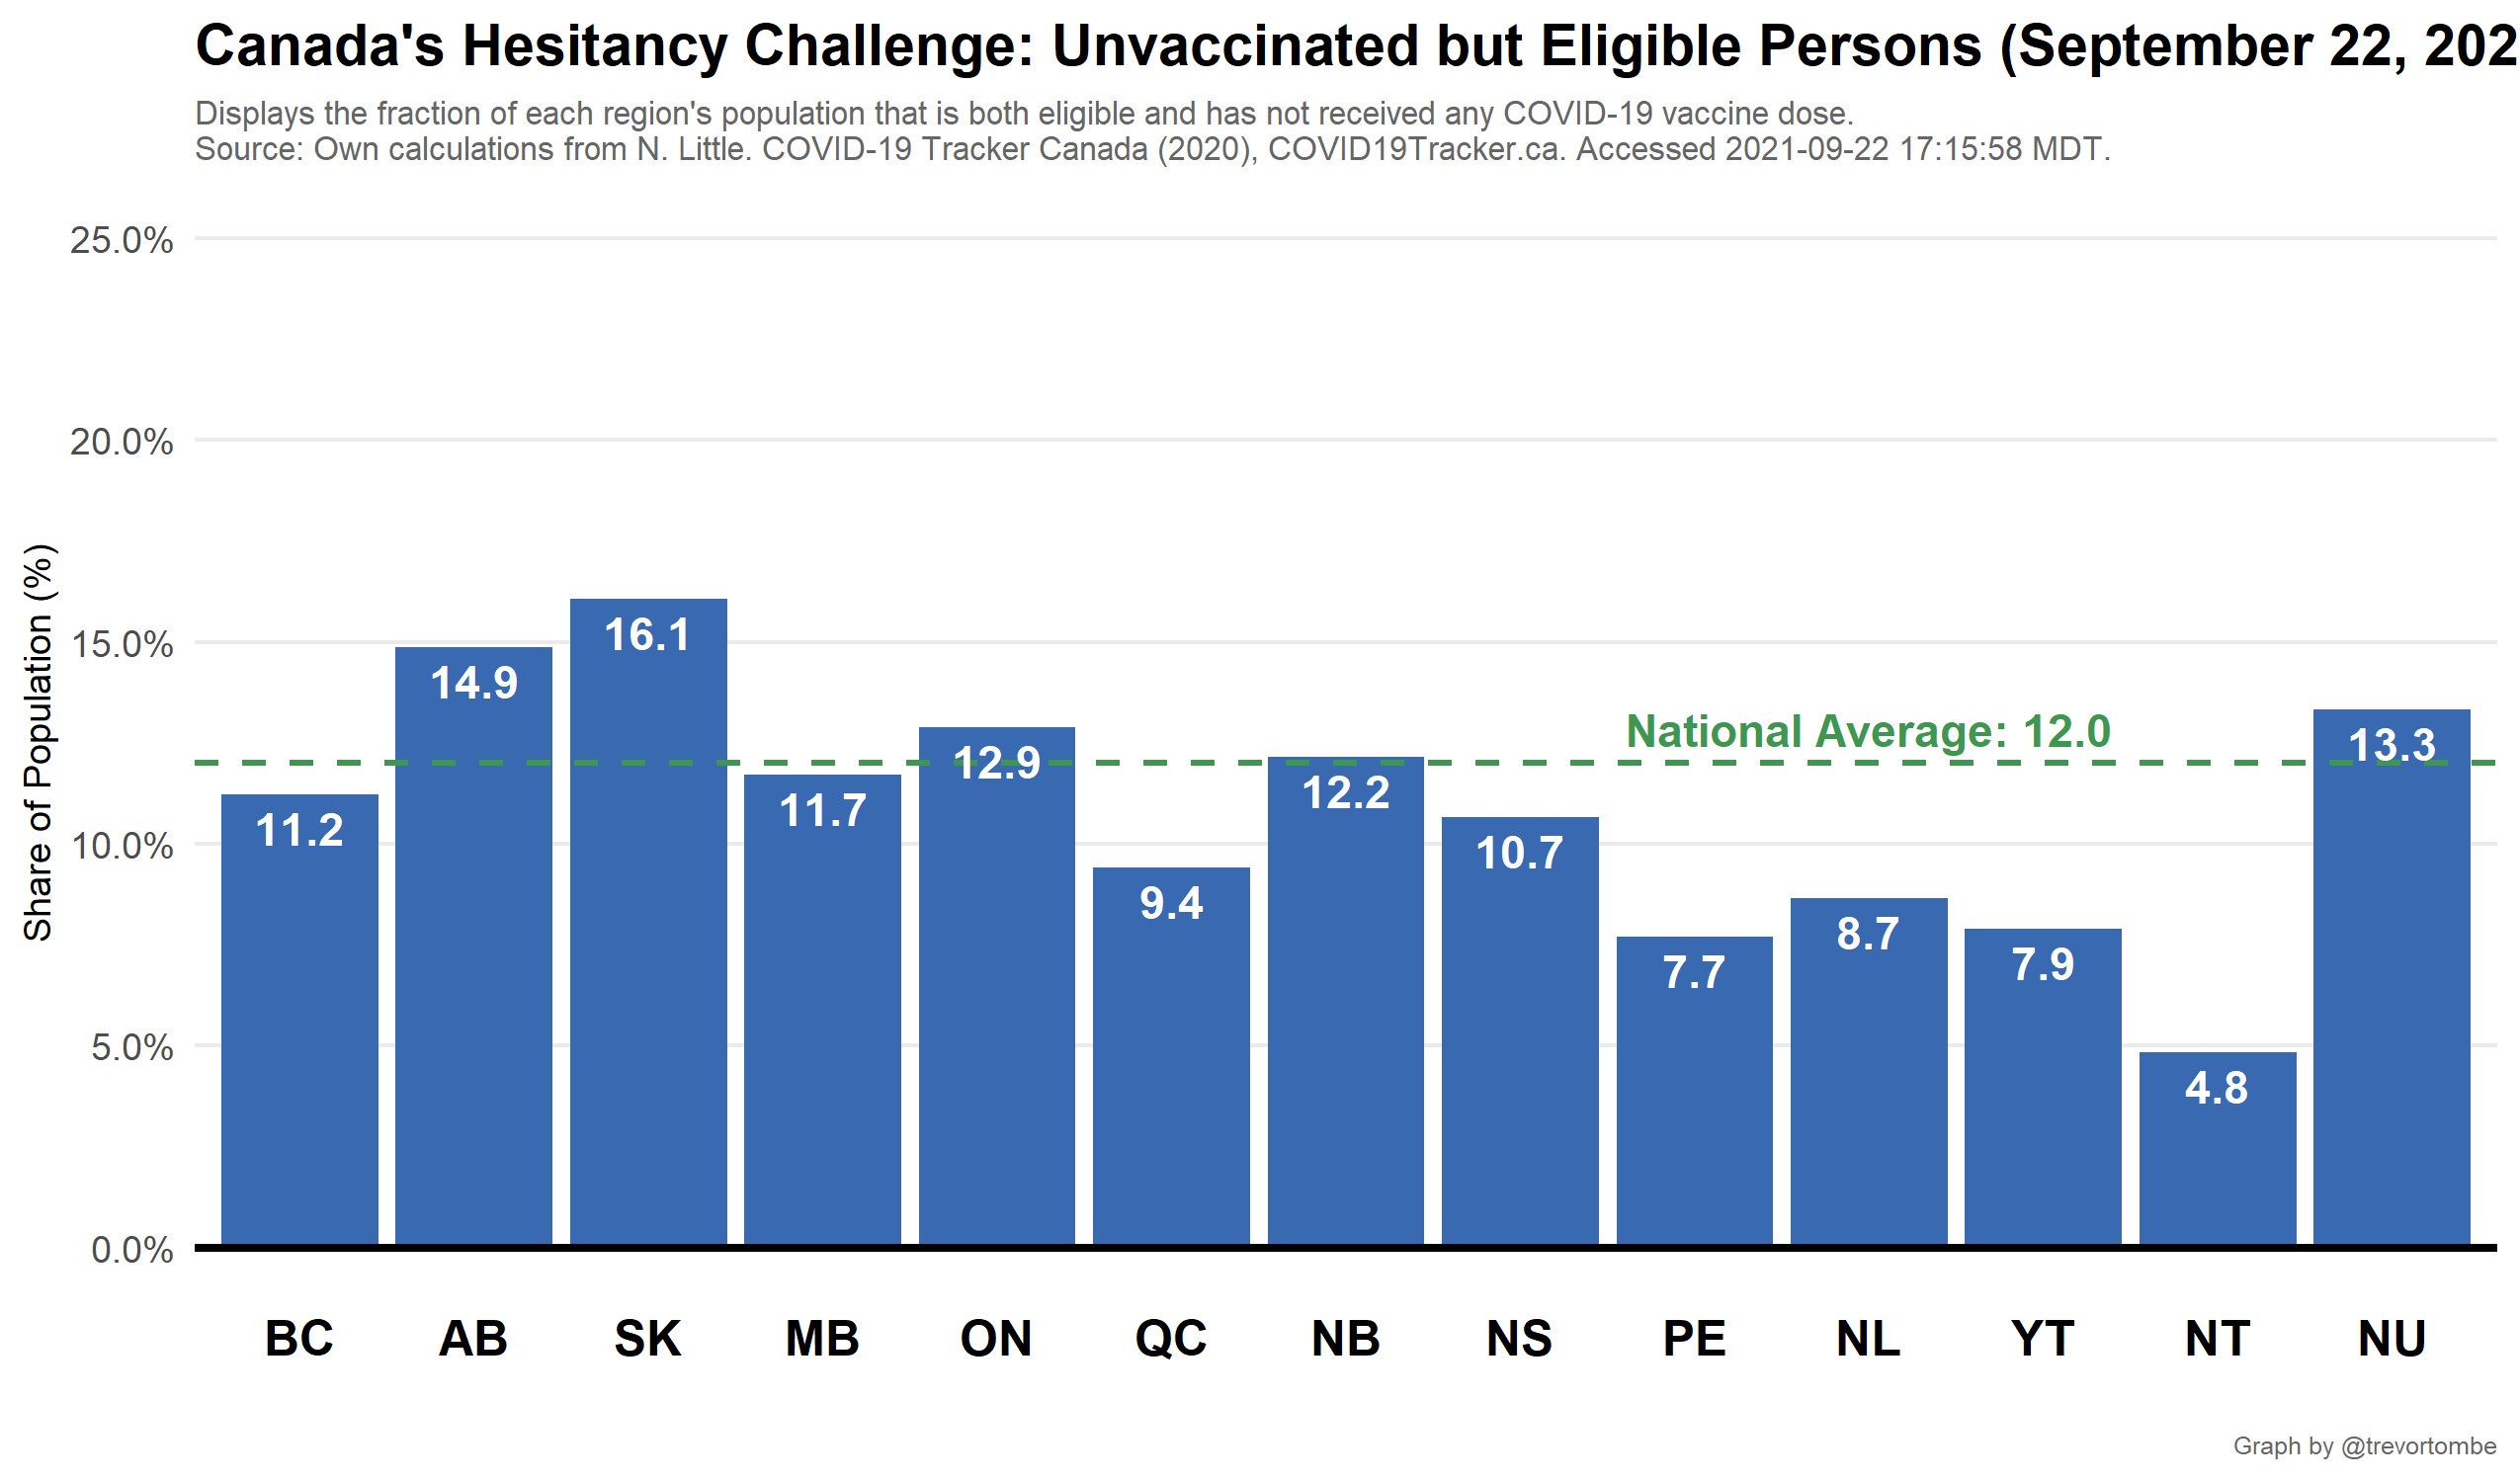 Canada's Hesitancy Challenge: Unvaccinated but Eligible Persons (September 22, 202
Displays the fraction of each region's population that is both eligible and has not received any COVID-19 vaccine dose.
Source: Own calculations from N. Little. COVID-19 Tracker Canada (2020), COVID19Tracker.ca. Accessed 2021-09-22 17:15:58 MDT.
Share of Population (%)
25.0%
20.0%
15.0%
10.0%
5.0%
0.0%
National Average: 12.0
11.2
14.9
16.1
11.7
12.9
9.4
12.2
10.7
7.7
8.7
7.9
4.8
13.3
BC AB SK MB ON QC NB NS PE NL YT NT NU
Graph by @trevortombe